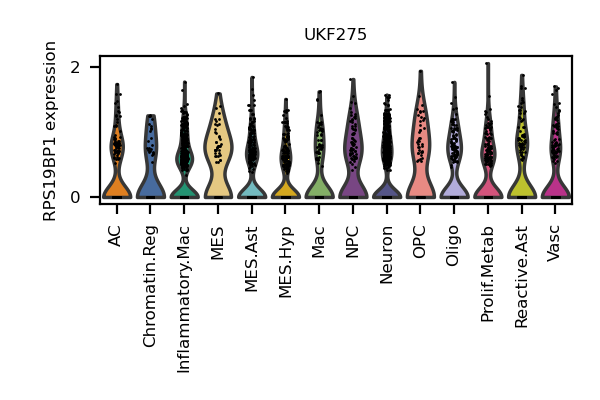 UKF275
RPS19BP1 expression
2
0
AC
Chromatin.Reg
Inflammatory.Mac
MES
MES.Ast
MES.Hyp
Mac
NPC
Neuron
OPC
Oligo
Prolif.Metab
Reactive.Ast
Vasc